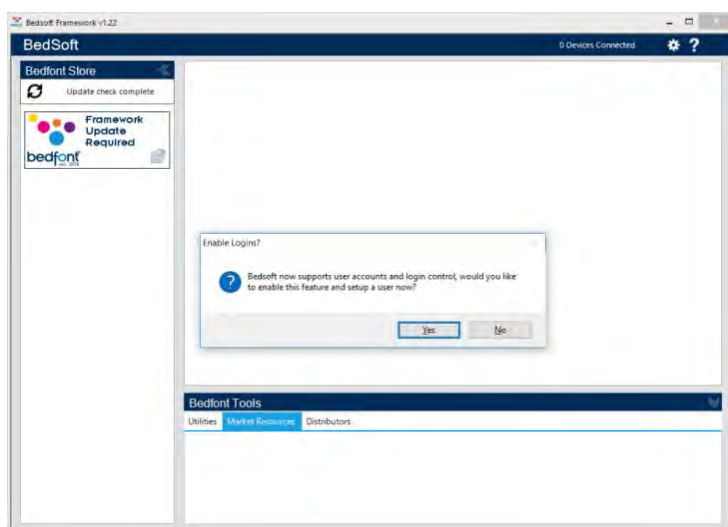 Bedsoft Framework v1.22
BedSoft
0 Devices Connected
?
Bedfont Store
Update check complete
Framework
Update
Required
bedfont
Enable Logins?
?
Bedsoft now supports user accounts and login control, would you like
to enable this feature and setup a user now?
Yes
No
Bedfont Tools
Utilities
Market Resources
Distributors